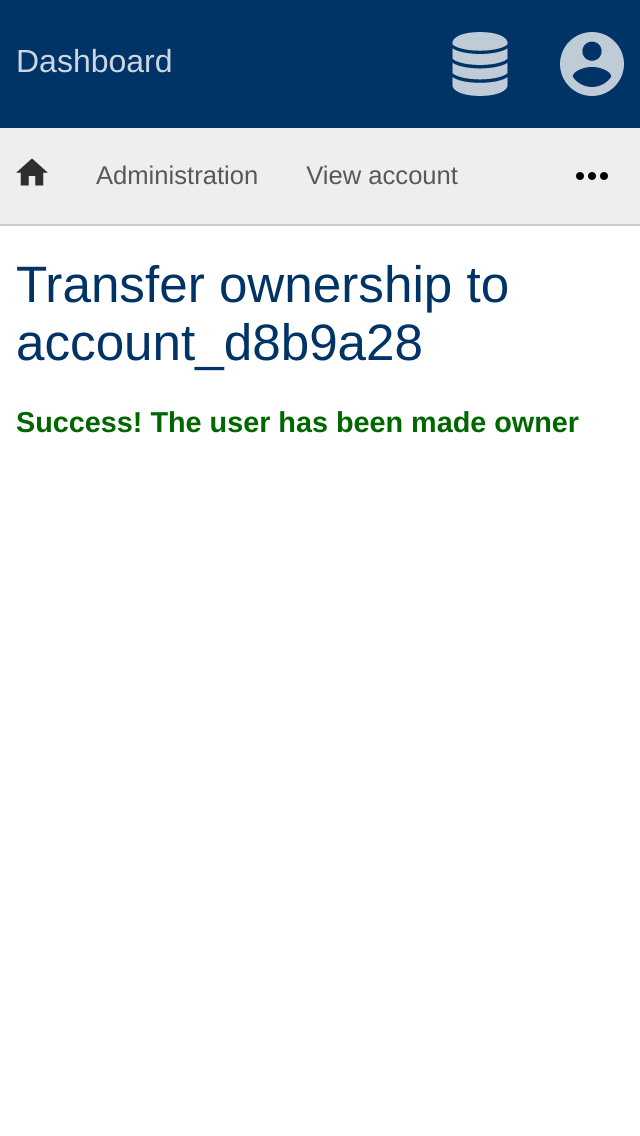 Dashboard
Administration View account
Transfer ownership to
account_d8b9a28
Success! The user has been made owner